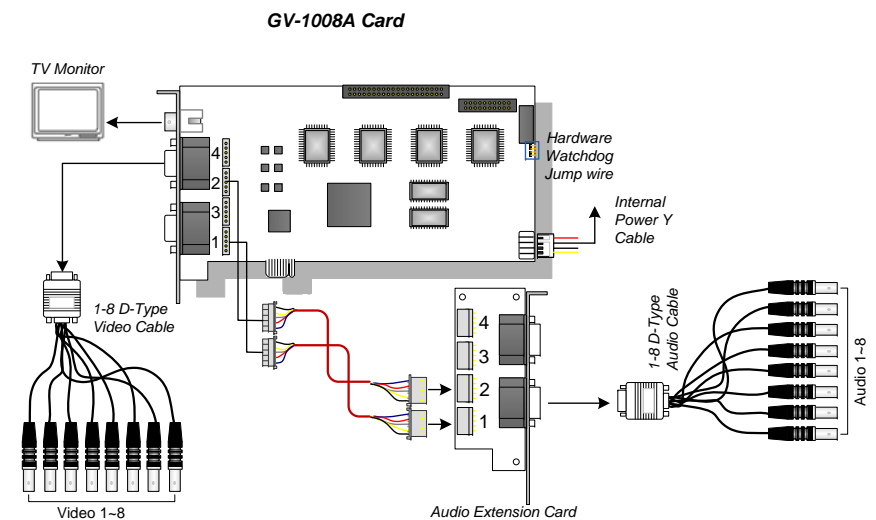 GV-1008A Card
TV Monitor
4
2
3
1
Hardware
Watchdog
Jump wire
Internal
Power Y
Cable
1-8 D-Type
Video Cable
4
3
2
1
1-8 D-Type
Audio Cable
Audio 1~8
Video 1~8
Audio Extension Card